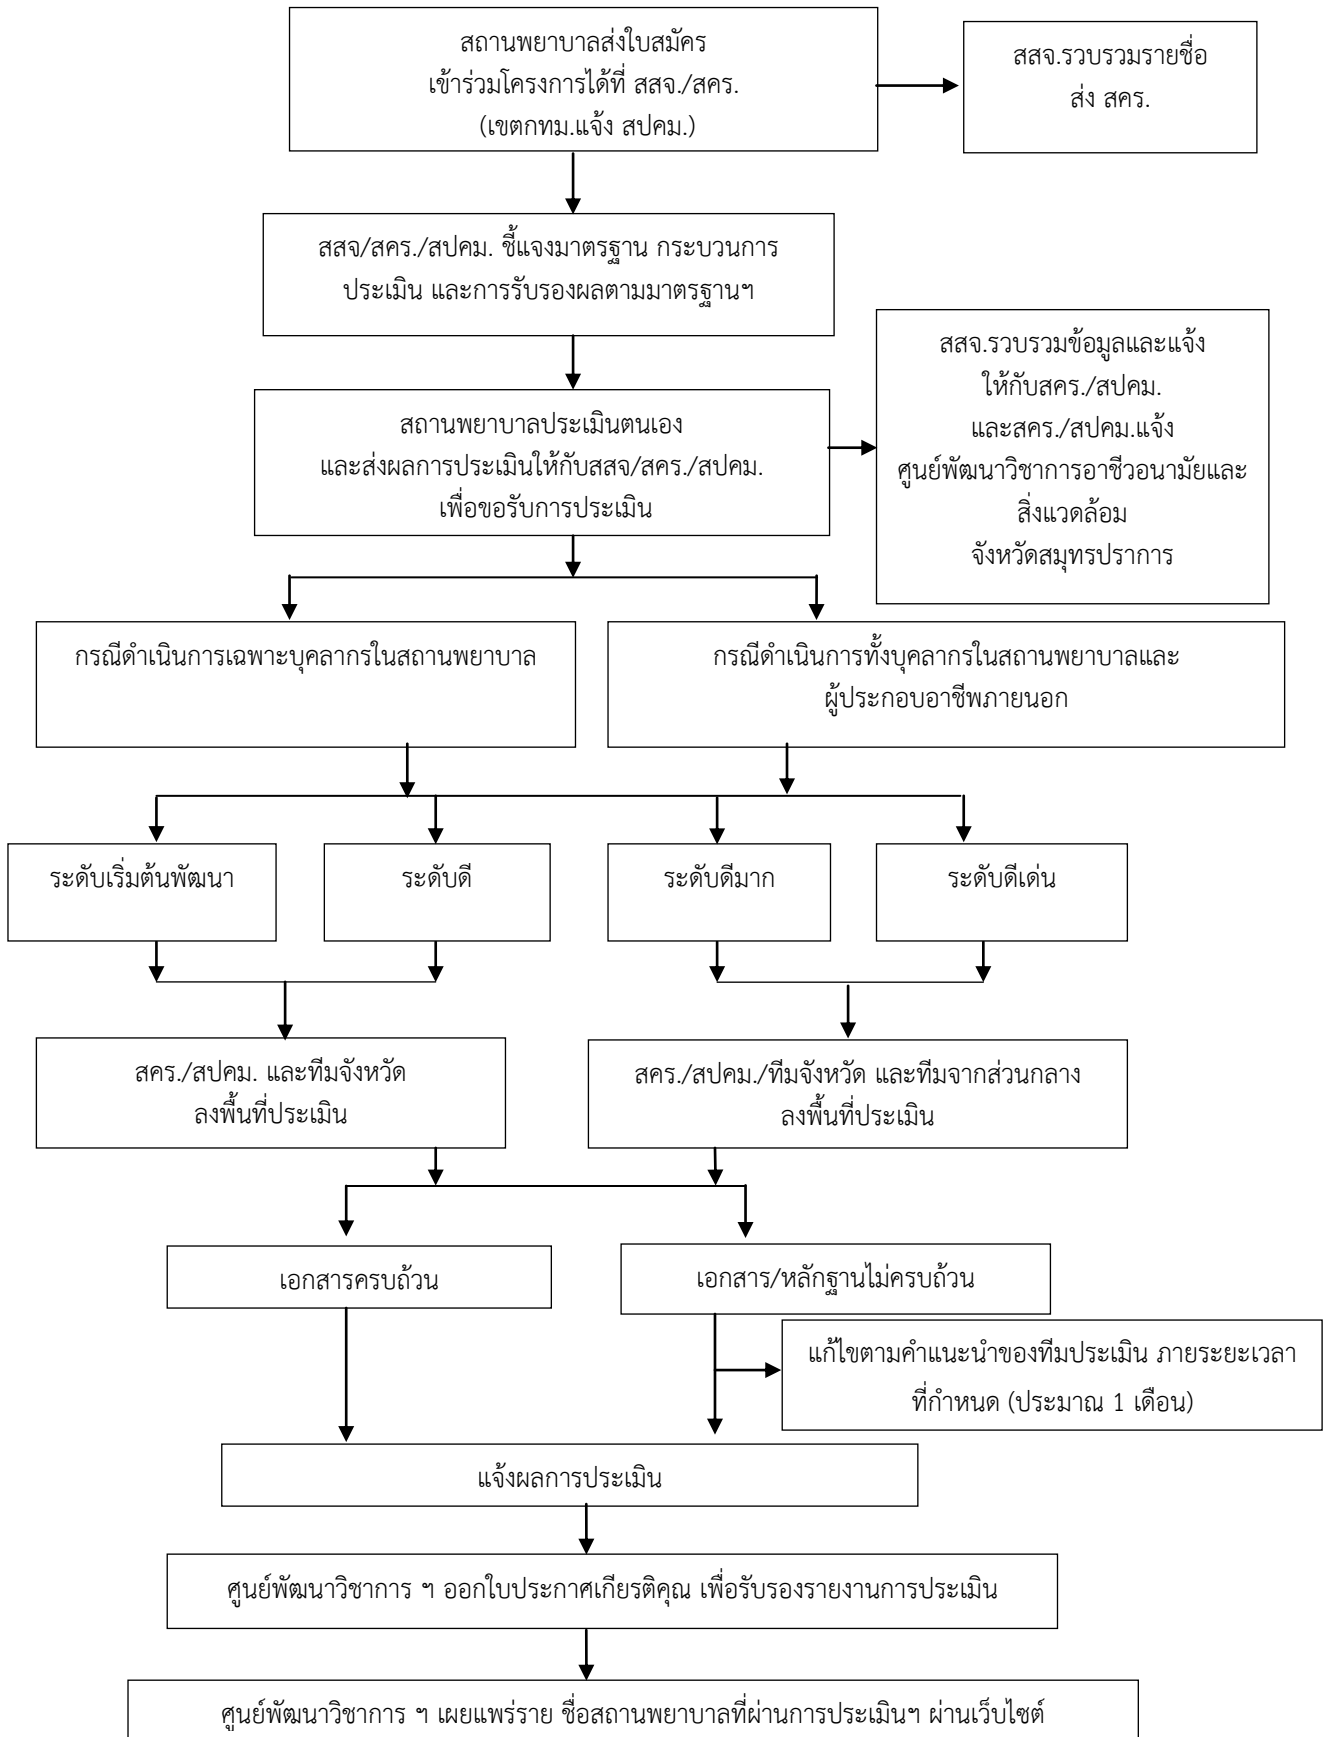 สถานพยาบาลส่งใบสมัคร
เข้าร่วมโครงการได้ที่ สสจ./สคร.
(เขตกทม.แจ้ง สปคม.)
สสจ.รวบรวมรายชื่อ
ส่ง สคร.
สสจ/สคร./สปคม. ชี้แจงมาตรฐาน กระบวนการ
ประเมิน และการรับรองผลตามมาตรฐานฯ
สถานพยาบาลประเมินตนเอง
และส่งผลการประเมินให้กับสสจ/สคร./สปคม.
เพื่อขอรับการประเมิน
สสจ.รวบรวมข้อมูลและแจ้ง
ให้กับสคร./สปคม.
และสคร./สปคม.แจ้ง
ศูนย์พัฒนาวิชาการอาชีวอนามัยและ
สิ่งแวดล้อม
จังหวัดสมุทรปราการ
กรณีดำเนินการเฉพาะบุคลากรในสถานพยาบาล
กรณีดำเนินการทั้งบุคลากรในสถานพยาบาลและ
ผู้ประกอบอาชีพภายนอก
ระดับเริ่มต้นพัฒนา
ระดับดี
ระดับดีมาก
ระดับดีเด่น
สคร./สปคม. และทีมจังหวัด
ลงพื้นที่ประเมิน
สคร./สปคม./ทีมจังหวัด และทีมจากส่วนกลาง
ลงพื้นที่ประเมิน
เอกสารครบถ้วน
เอกสาร/หลักฐานไม่ครบถ้วน
แก้ไขตามคำแนะนำของทีมประเมิน ภายระยะเวลา
ที่กำหนด (ประมาณ 1 เดือน)
แจ้งผลการประเมิน
ศูนย์พัฒนาวิชาการ ฯ ออกใบประกาศเกียรติคุณ เพื่อรับรองรายงานการประเมิน
ศูนย์พัฒนาวิชาการ ฯ เผยแพร่ราย ชื่อสถานพยาบาลที่ผ่านการประเมินฯ ผ่านเว็บไซต์